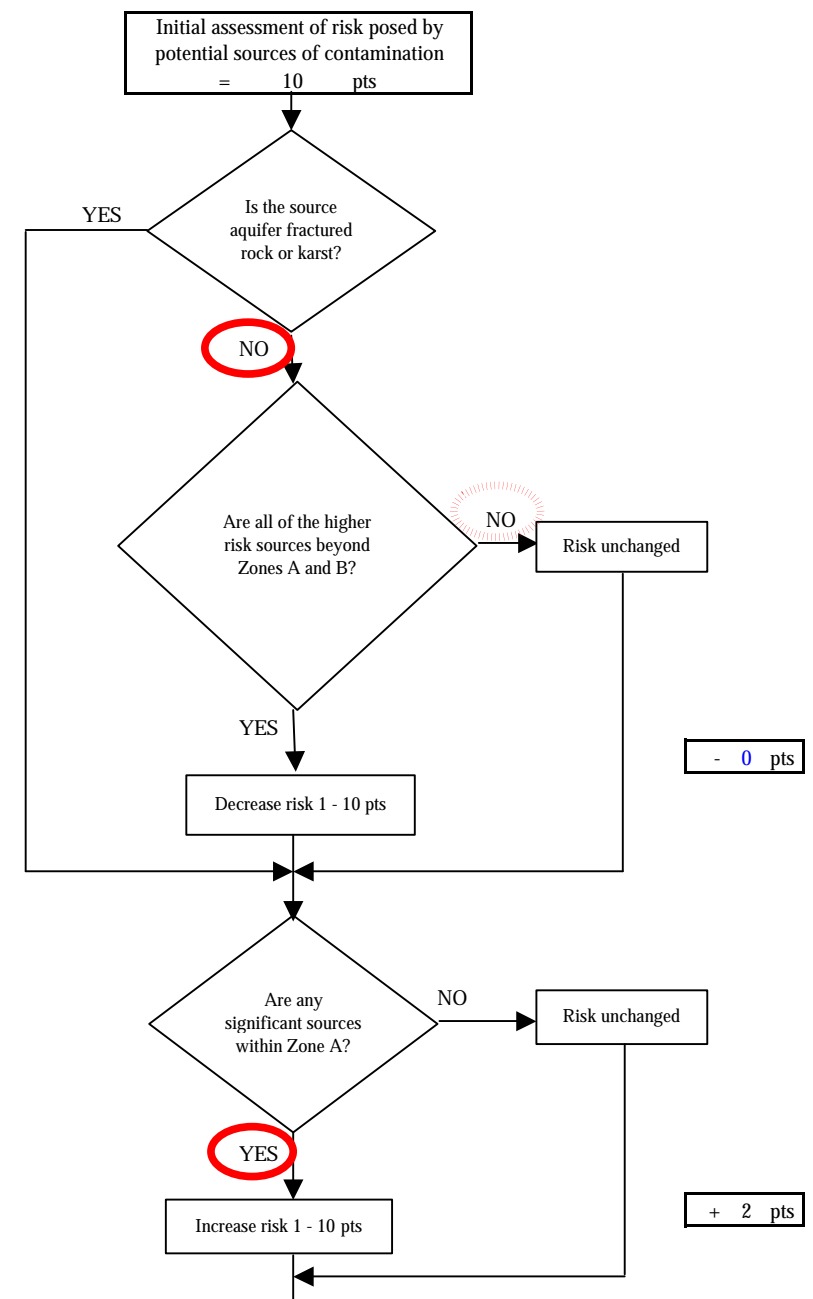 Initial assessment of risk posed by
potential sources of contamination
= 10 pts
YES
Is the source
aquifer fractured
rock or karst?
NO
Are all of the higher
risk sources beyond
Zones A and B?
NO
Risk unchanged
YES
- 0 pts
Decrease risk 1 - 10 pts
Are any
significant sources
within Zone A?
NO
Risk unchanged
YES
+ 2 pts
Increase risk 1 - 10 pts